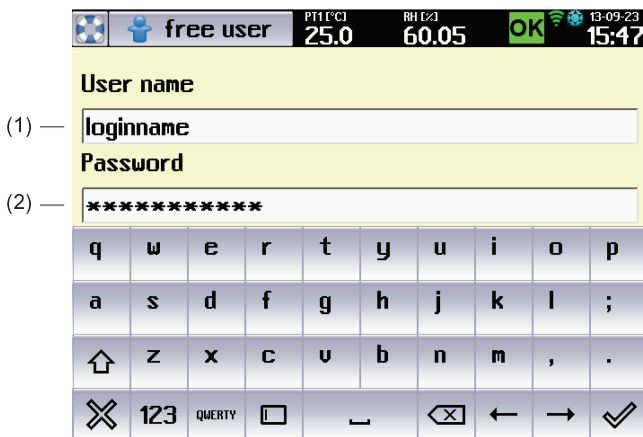 free user PT1 [°C] 25.0 RH [%] 60.05 OK 13-09-23 15:47
User name
(1) loginname
Password
(2) ***********
q w e r t y u i o p
a s d f g h j k l ;
z x c v b n m , .
123 QWERTY